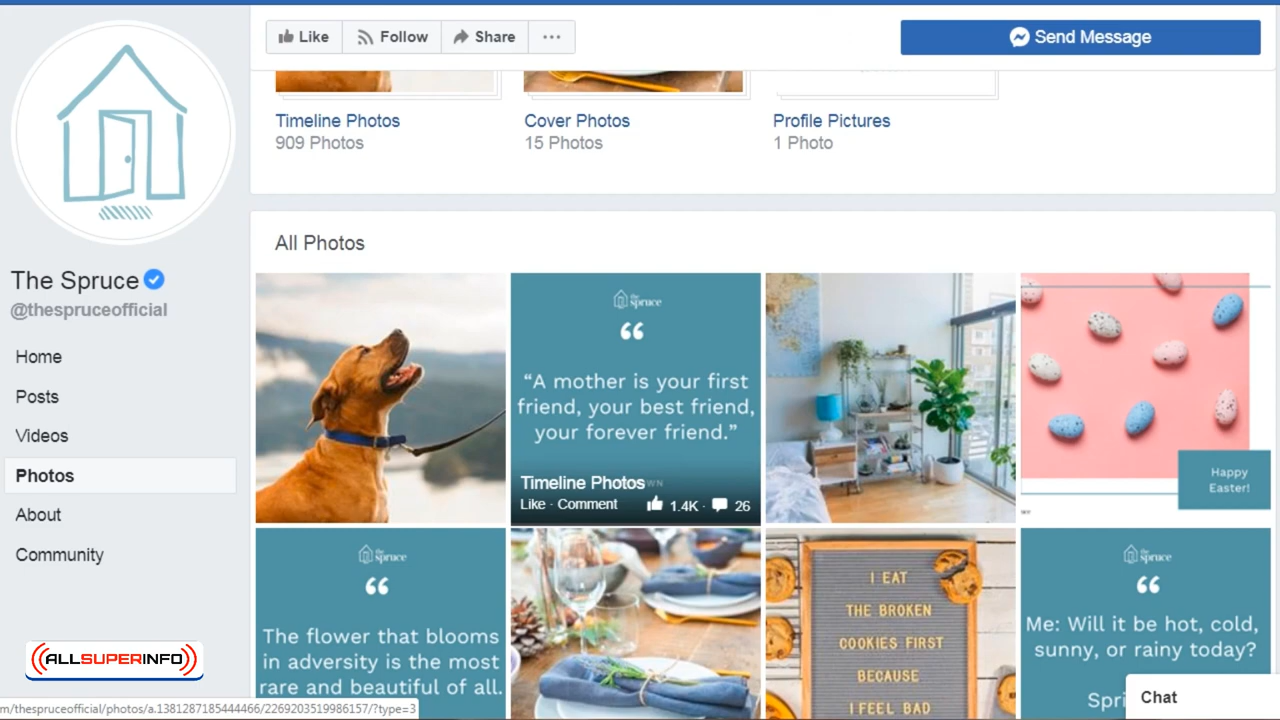 Like
Follow
Share
Send Message
Timeline Photos
909 Photos
Cover Photos
15 Photos
Profile Pictures
1 Photo
The Spruce
@thespruceofficial
Home
Posts
Videos
Photos
About
Community
All Photos
the
spruce
“A mother is your first
friend, your best friend,
your forever friend.”
Timeline Photos
Like · Comment
1.4K ·
26
Happy
Easter!
the
spruce
The flower that blooms
in adversity is the most
rare and beautiful of all.
I EAT
THE BROKEN
COOKIES FIRST
BECAUSE
I FEEL BAD
the
spruce
Me: Will it be hot, cold,
sunny, or rainy today?
Spri
Chat
ALLSUPERINFO
m/thespruceofficial/photos/a.1381287185444466/2269203519986157/?type=3